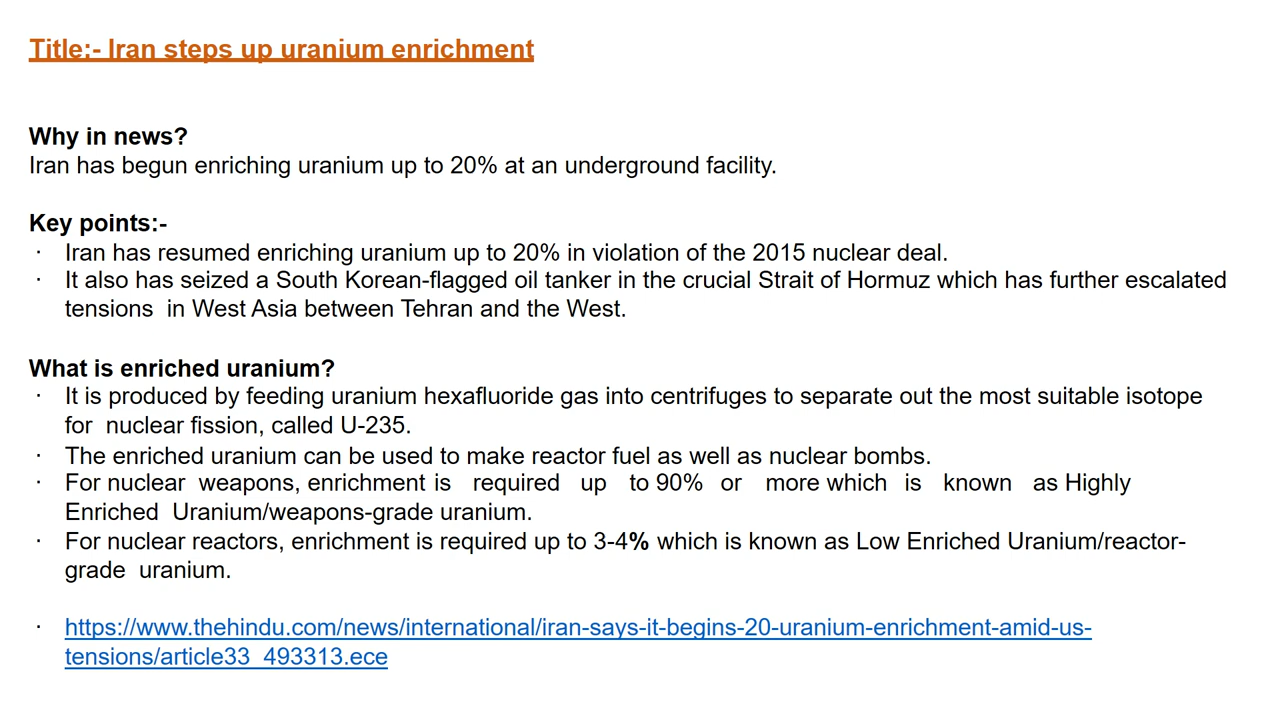 Title:- Iran steps up uranium enrichment
Why in news?
Iran has begun enriching uranium up to 20% at an underground facility.
Key points:-
· Iran has resumed enriching uranium up to 20% in violation of the 2015 nuclear deal.
· It also has seized a South Korean-flagged oil tanker in the crucial Strait of Hormuz which has further escalated
tensions in West Asia between Tehran and the West.
What is enriched uranium?
· It is produced by feeding uranium hexafluoride gas into centrifuges to separate out the most suitable isotope
for nuclear fission, called U-235.
· The enriched uranium can be used to make reactor fuel as well as nuclear bombs.
· For nuclear weapons, enrichment is required up to 90% or more which is known as Highly
Enriched Uranium/weapons-grade uranium.
· For nuclear reactors, enrichment is required up to 3-4% which is known as Low Enriched Uranium/reactor-
grade uranium.
· https://www.thehindu.com/news/international/iran-says-it-begins-20-uranium-enrichment-amid-us-
tensions/article33 493313.ece